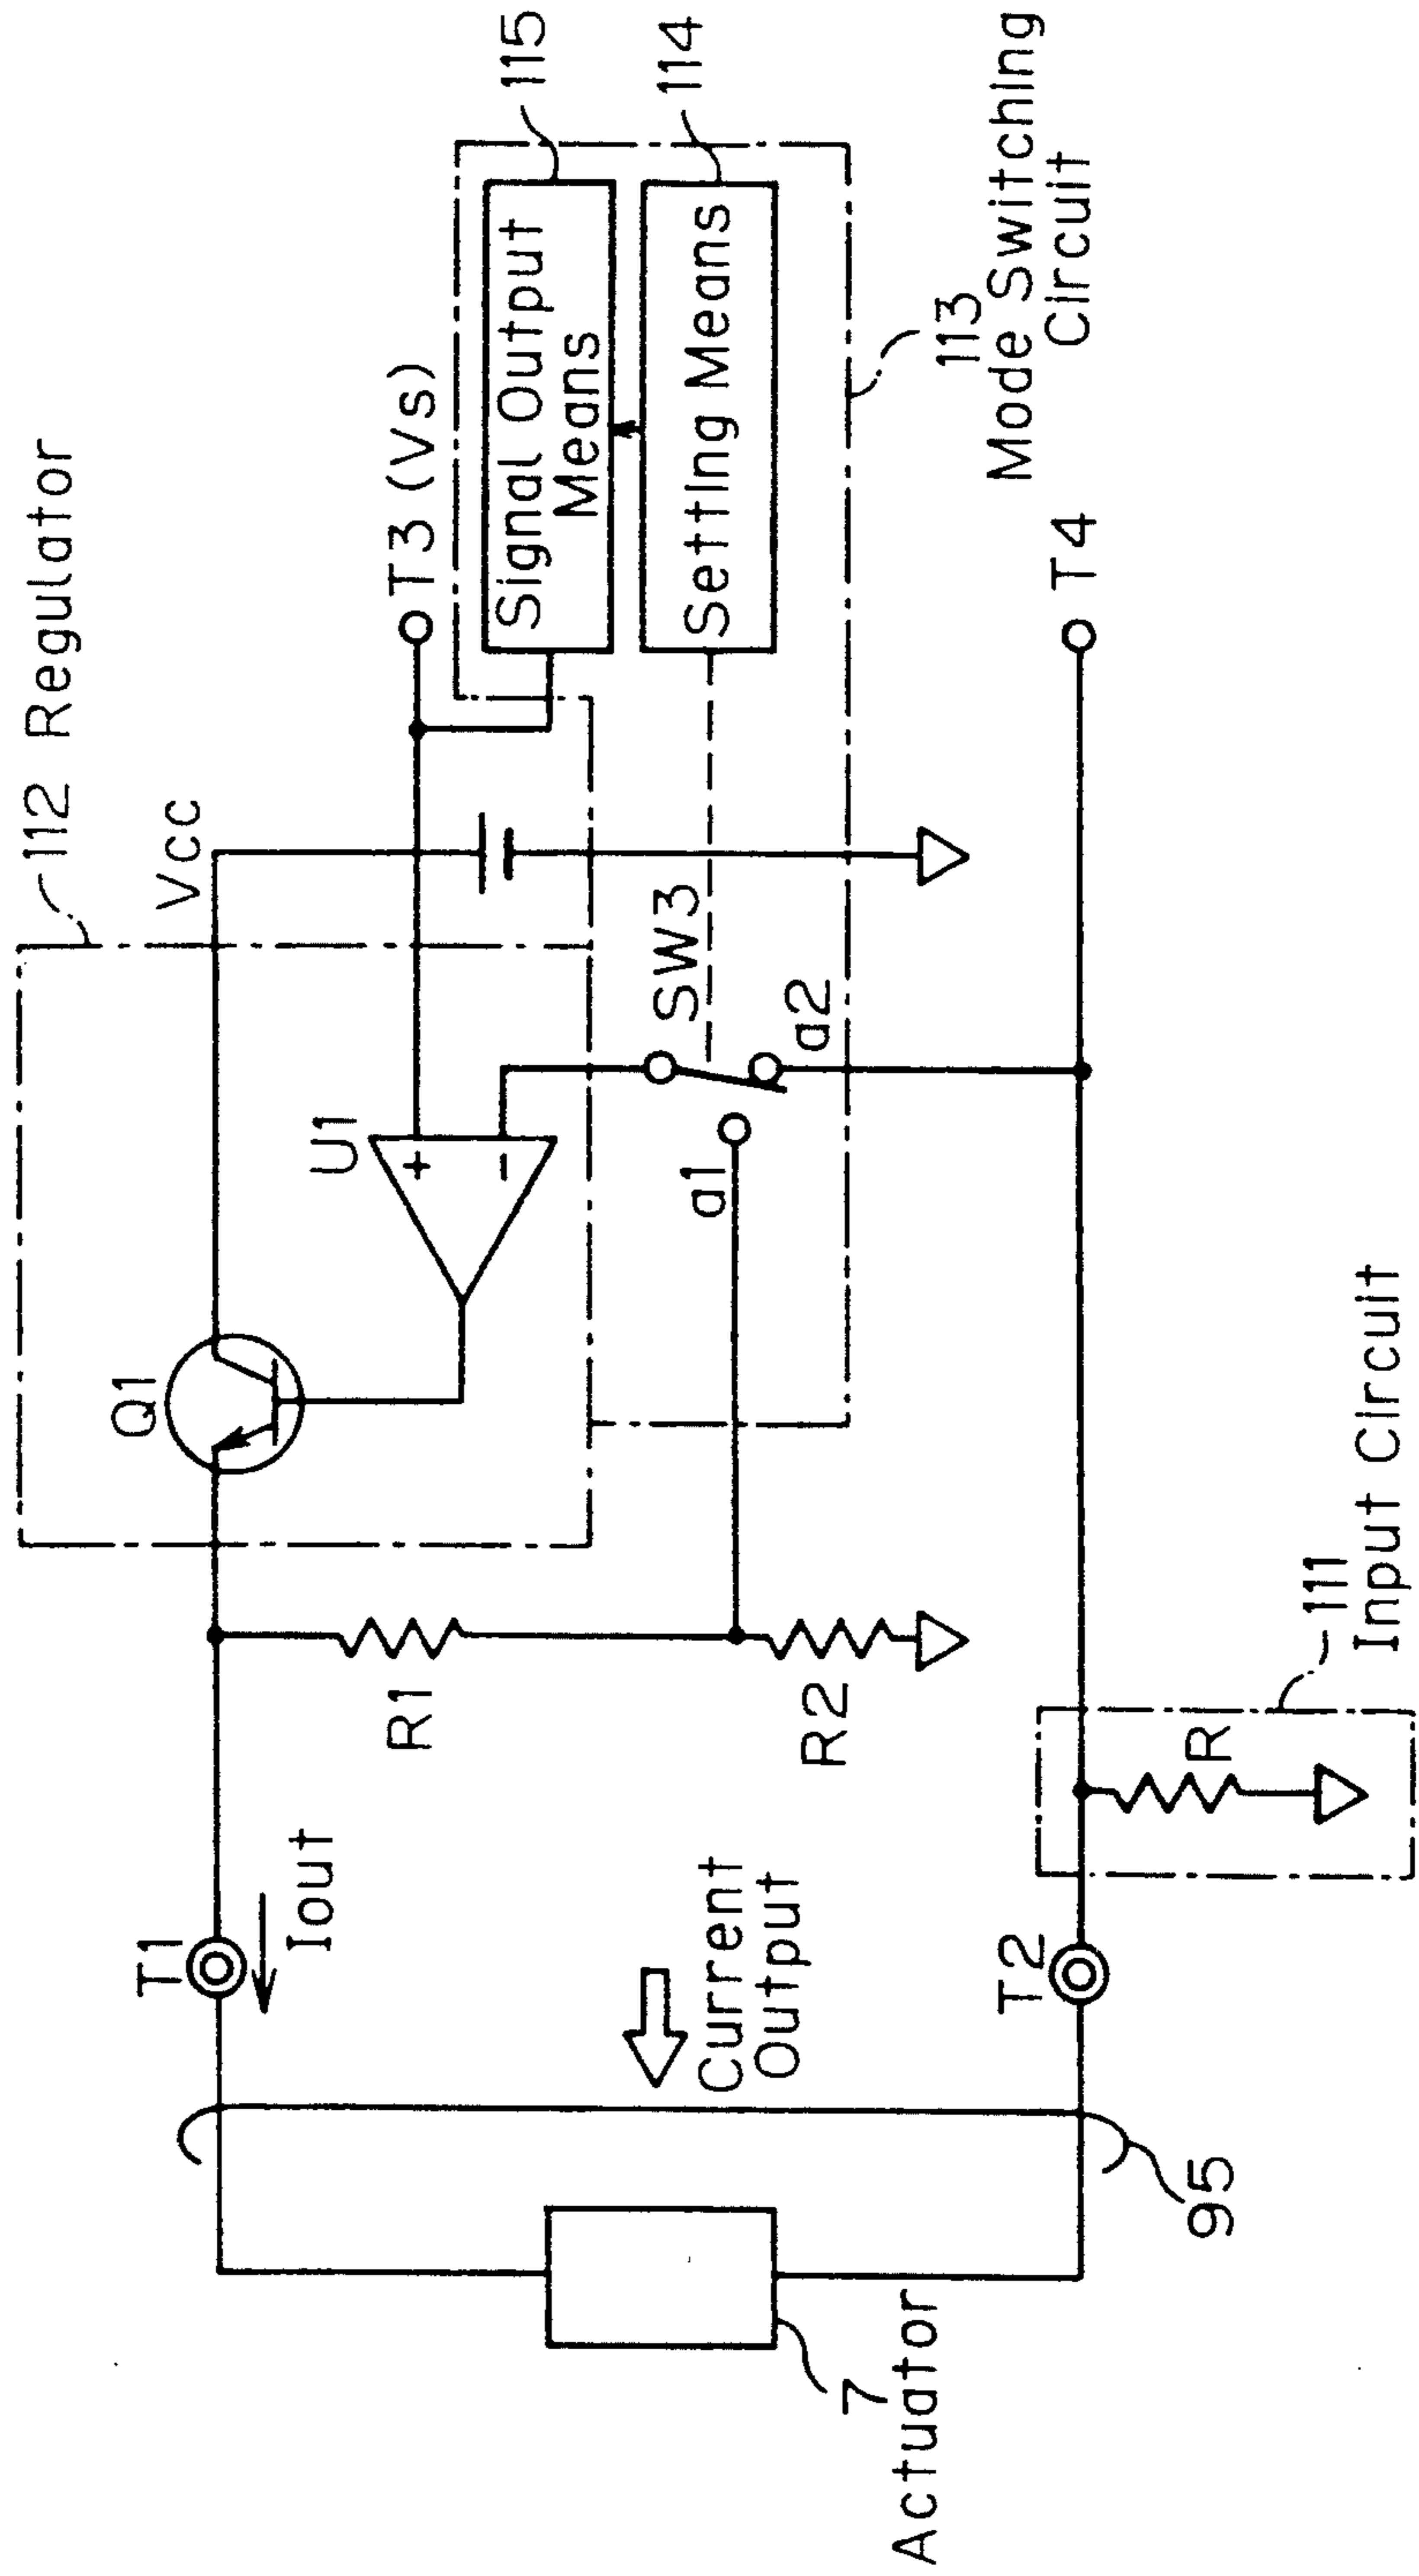 112 Regulator
Vcc
Q1
U1
T3 (Vs)
115
Signal Output
Means
114
Setting Means
SW3
a1
a2
113
Mode Switching
Circuit
T4
T1
Iout
R1
R2
Current
Output
T2
R
111
Input Circuit
95
7
Actuator